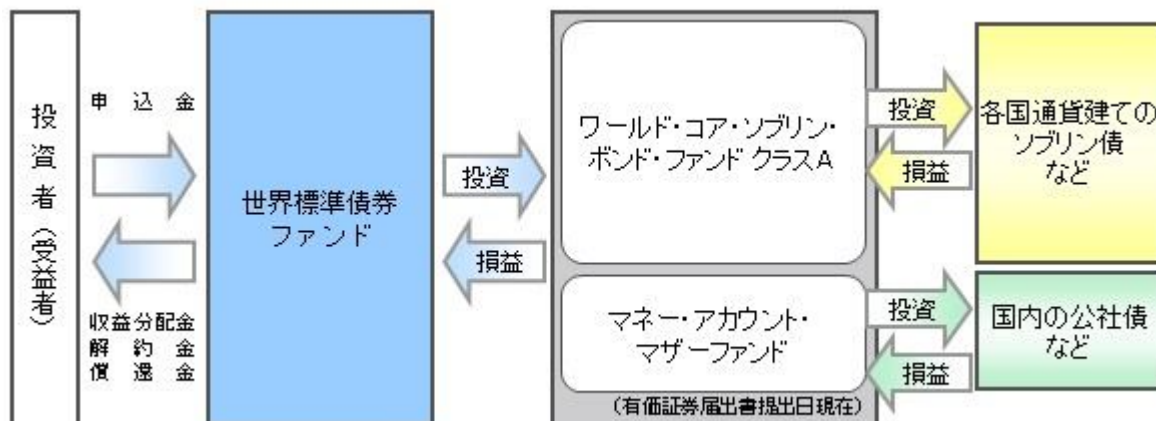 投資者（受益者）
申込金
収益分配金
解約金
償還金
世界標準債券
ファンド
投資
損益
ワールド・コア・ソブリン・
ボンド・ファンド クラスA
マネー・アカウント・
マザーファンド
（有価証券届出書提出日現在）
投資
損益
各国通貨建ての
ソブリン債
など
投資
損益
国内の公社債
など